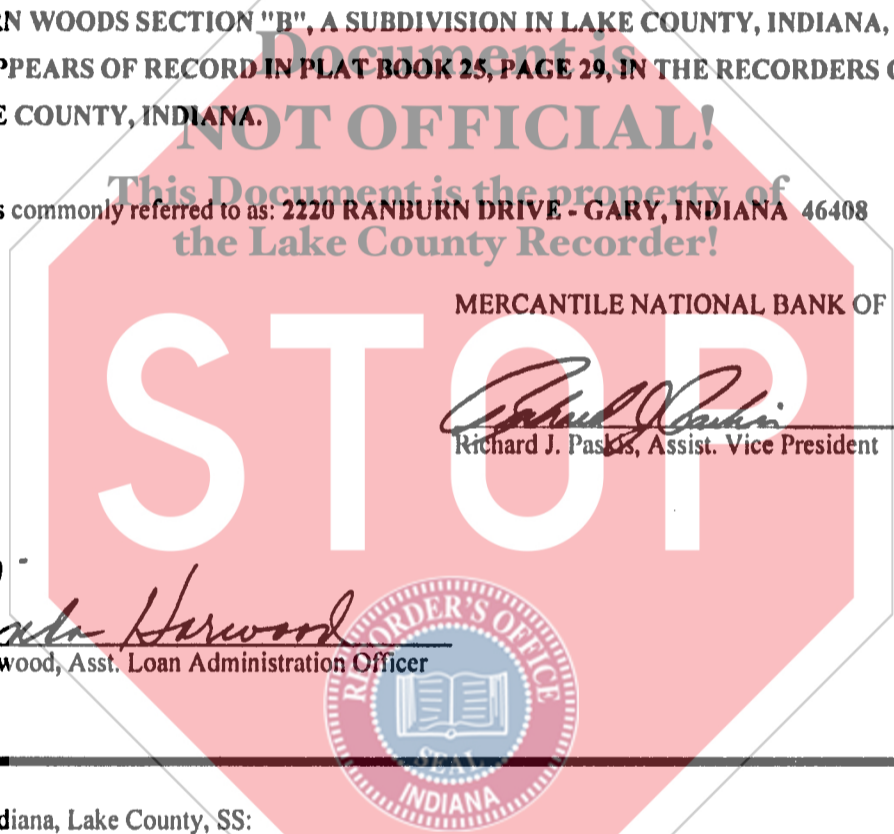 RN WOODS SECTION "B", A SUBDIVISION IN LAKE COUNTY, INDIANA,
PPEARS OF RECORD IN PLAT BOOK 25, PAGE 29, IN THE RECORDERS O
Document is
E COUNTY, INDIANA.
NOT OFFICIAL!
This Document is the property of
s commonly referred to as: 2220 RANBURN DRIVE - GARY, INDIANA 46408
the Lake County Recorder!
MERCANTILE NATIONAL BANK OF
STOP
Richard J. Paskis, Assist. Vice President
Harwood
wood, Asst. Loan Administration Officer
RECORDER'S OFFICE
SEAL
INDIANA
diana, Lake County, SS: